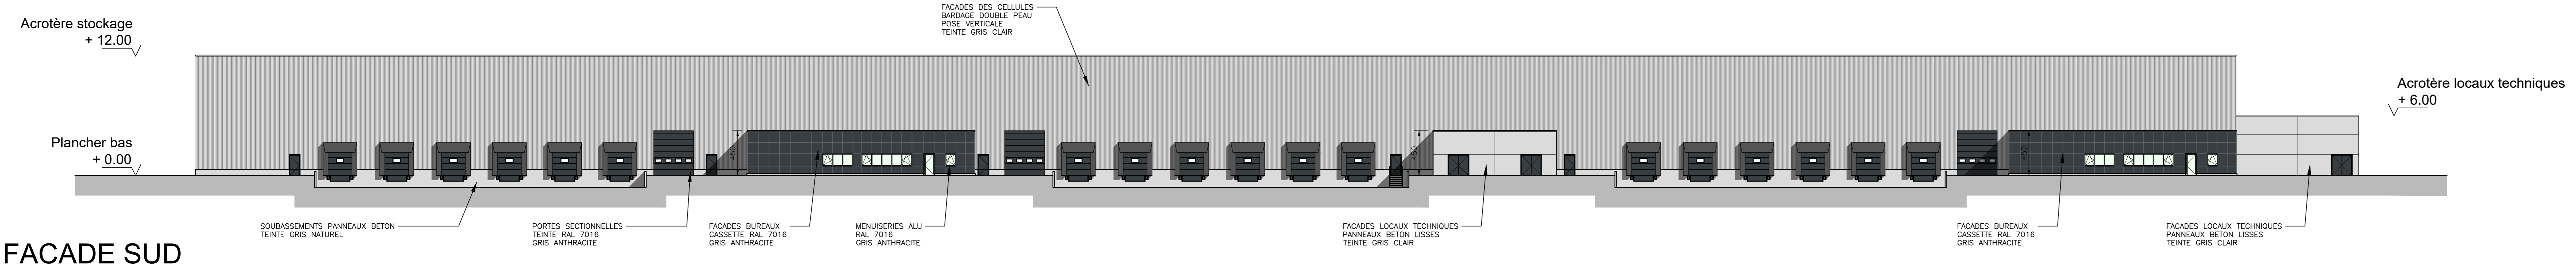 FACADES DES CELLULES
BARDAGE DOUBLE PEAU
POSE VERTICALE
TEINTE GRIS CLAIR
Acrotère stockage
+ 12.00
Acrotère locaux techniques
+ 6.00
Plancher bas
+ 0.00
450
450
450
SOUBASSEMENTS PANNEAUX BETON
TEINTE GRIS NATUREL
PORTES SECTIONNELLES
TEINTE RAL 7016
GRIS ANTHRACITE
FACADES BUREAUX
CASSETTE RAL 7016
GRIS ANTHRACITE
MENUISERIES ALU
RAL 7016
GRIS ANTHRACITE
FACADES LOCAUX TECHNIQUES
PANNEAUX BETON LISSES
TEINTE GRIS CLAIR
FACADES BUREAUX
CASSETTE RAL 7016
GRIS ANTHRACITE
FACADES LOCAUX TECHNIQUES
PANNEAUX BETON LISSES
TEINTE GRIS CLAIR
FACADE SUD